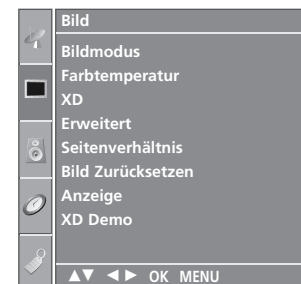 Bild
Bildmodus
Farbtemperatur
XD
Erweitert
Seitenverhältnis
Bild Zurücksetzen
Anzeige
XD Demo
▲▼ ◄► OK MENU